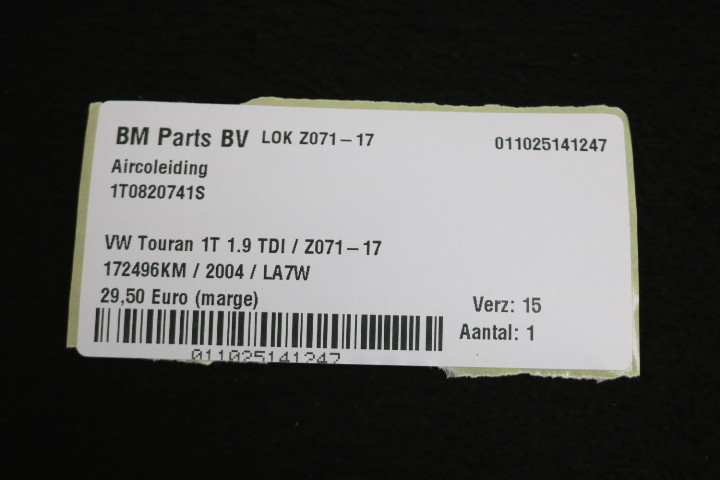 BM Parts BV LOK Z071-17 011025141247
Aircoleiding
1T0820741S
VW Touran 1T 1.9 TDI / Z071-17
172496KM / 2004 / LA7W
29,50 Euro (marge) Verz: 15
Aantal: 1
011025141247